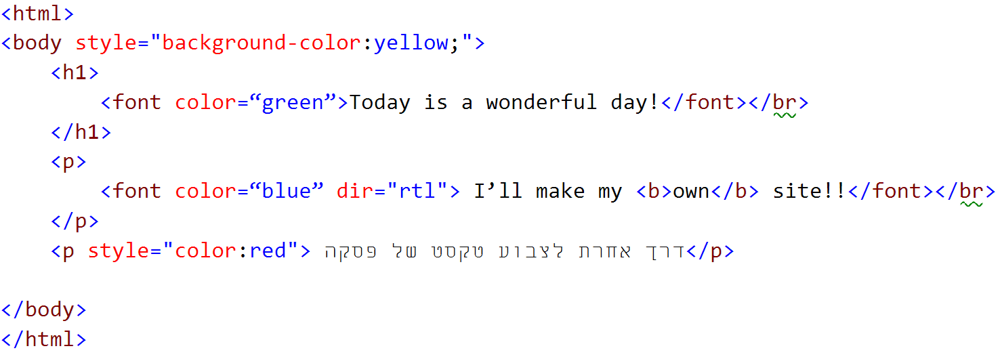 <html>
<body style="background-color:yellow;">
<h1>
<font color=“green”>Today is a wonderful day!</font></br>
</h1>
<p>
<font color=“blue” dir="rtl"> I’ll make my <b>own</b> site!!</font></br>
</p>
<p style="color:red"> דרך אחרת לצבוע טקסט של פסקה</p>
</body>
</html>